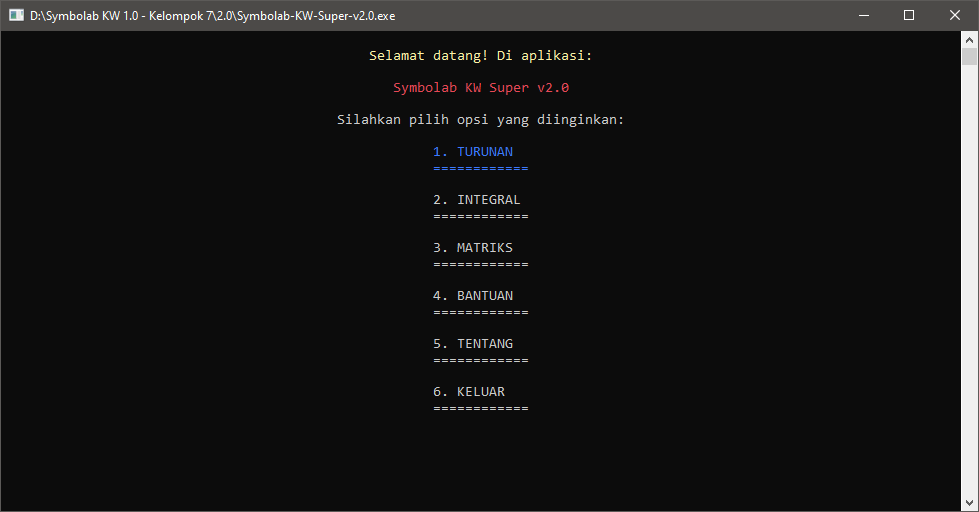 D:\Symbolab KW 1.0 - Kelompok 7\2.0\Symbolab-KW-Super-v2.0.exe
Selamat datang! Di aplikasi:
Symbolab KW Super v2.0
Silahkan pilih opsi yang diinginkan:
1. TURUNAN
============
2. INTEGRAL
============
3. MATRIKS
============
4. BANTUAN
============
5. TENTANG
============
6. KELUAR
============